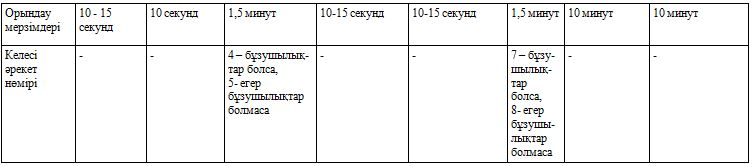 Орындау мерзімдері | 10 - 15 секунд | 10 секунд | 1,5 минут | 10-15 секунд | 10-15 секунд | 1,5 минут | 10 минут | 10 минут
Келесі әрекет нөмірі | - | - | 4 – бұзушылық-
тар болса,
5- егер
бұзушылықтар
болмаса | - | - | 7 – бұзу-
шылық-
тар
болса,
8- егер
бұзушы-
лықтар
болмаса | - | -